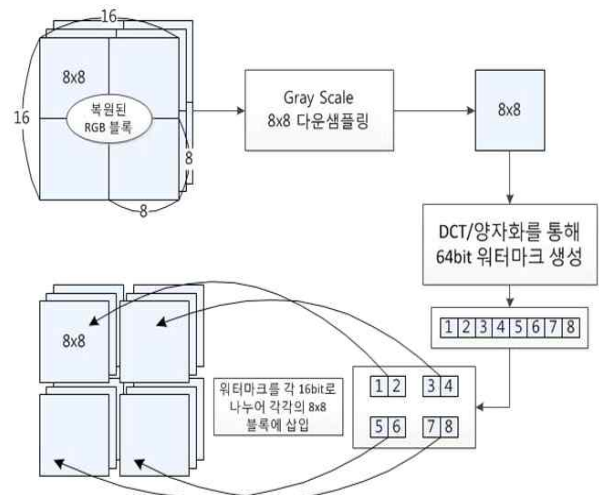 16
8x8
16
복원된
RGB 블록
8
8
Gray Scale
8x8 다운샘플링
8x8
DCT/양자화를 통해
64bit 워터마크 생성
1 2 3 4 5 6 7 8
8x8
워터마크를 각 16bit로
나누어 각각의 8x8
블록에 삽입
1 2 3 4
5 6 7 8